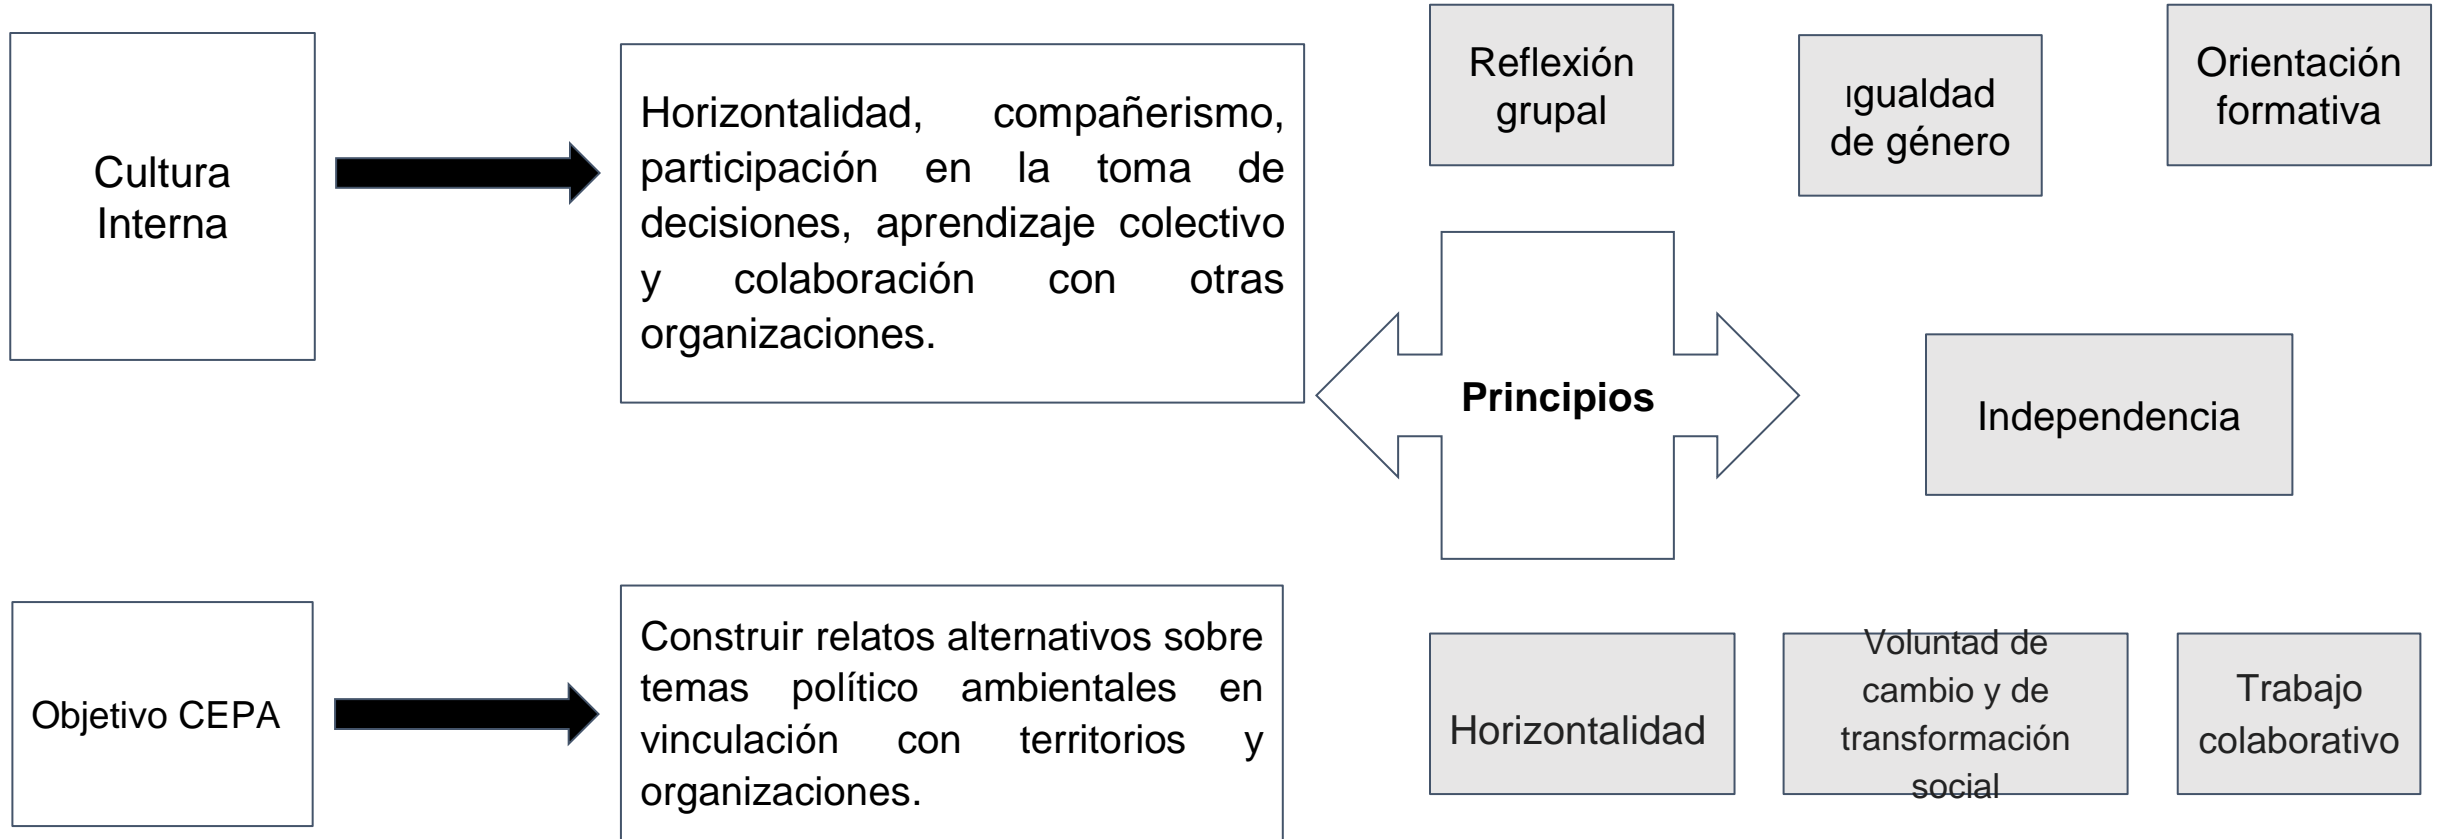 Cultura
Interna
Horizontalidad, compañerismo,
participación en la toma de
decisiones, aprendizaje colectivo
y colaboración con otras
organizaciones.
Objetivo CEPA
Construir relatos alternativos sobre
temas político ambientales en
vinculación con territorios y
organizaciones.
Reflexión
grupal
Igualdad
de género
Orientación
formativa
Principios
Independencia
Horizontalidad
Voluntad de
cambio y de
transformación
social
Trabajo
colaborativo